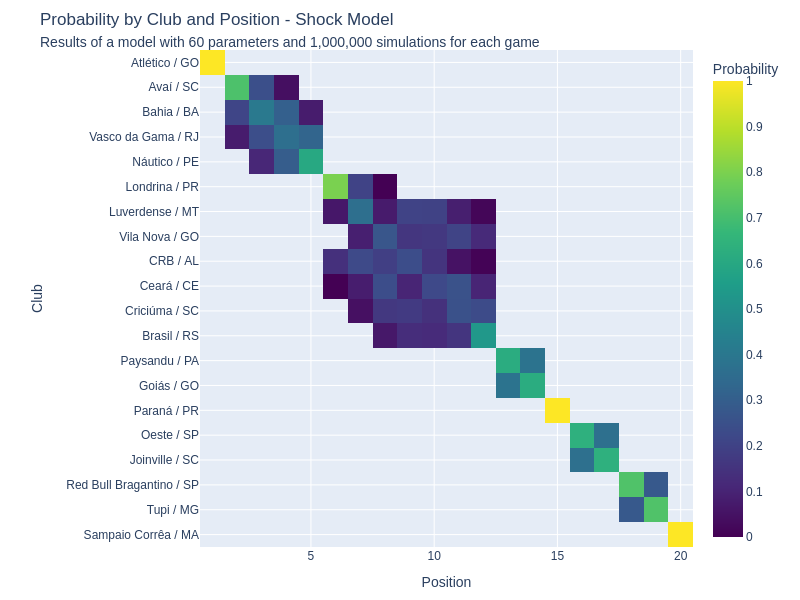 Probability by Club and Position - Shock Model
Results of a model with 60 parameters and 1,000,000 simulations for each game
Probability
Atlético / GO
Avaí / SC
Bahia / BA
Vasco da Gama / RJ
Náutico / PE
Londrina / PR
Luverdense / MT
Vila Nova / GO
CRB / AL
Ceará / CE
Criciúma / SC
Brasil / RS
Paysandu / PA
Goiás / GO
Paraná / PR
Oeste / SP
Joinville / SC
Red Bull Bragantino / SP
Tupi / MG
Sampaio Corrêa / MA
Club
5
10
15
20
Position
1
0.9
0.8
0.7
0.6
0.5
0.4
0.3
0.2
0.1
0